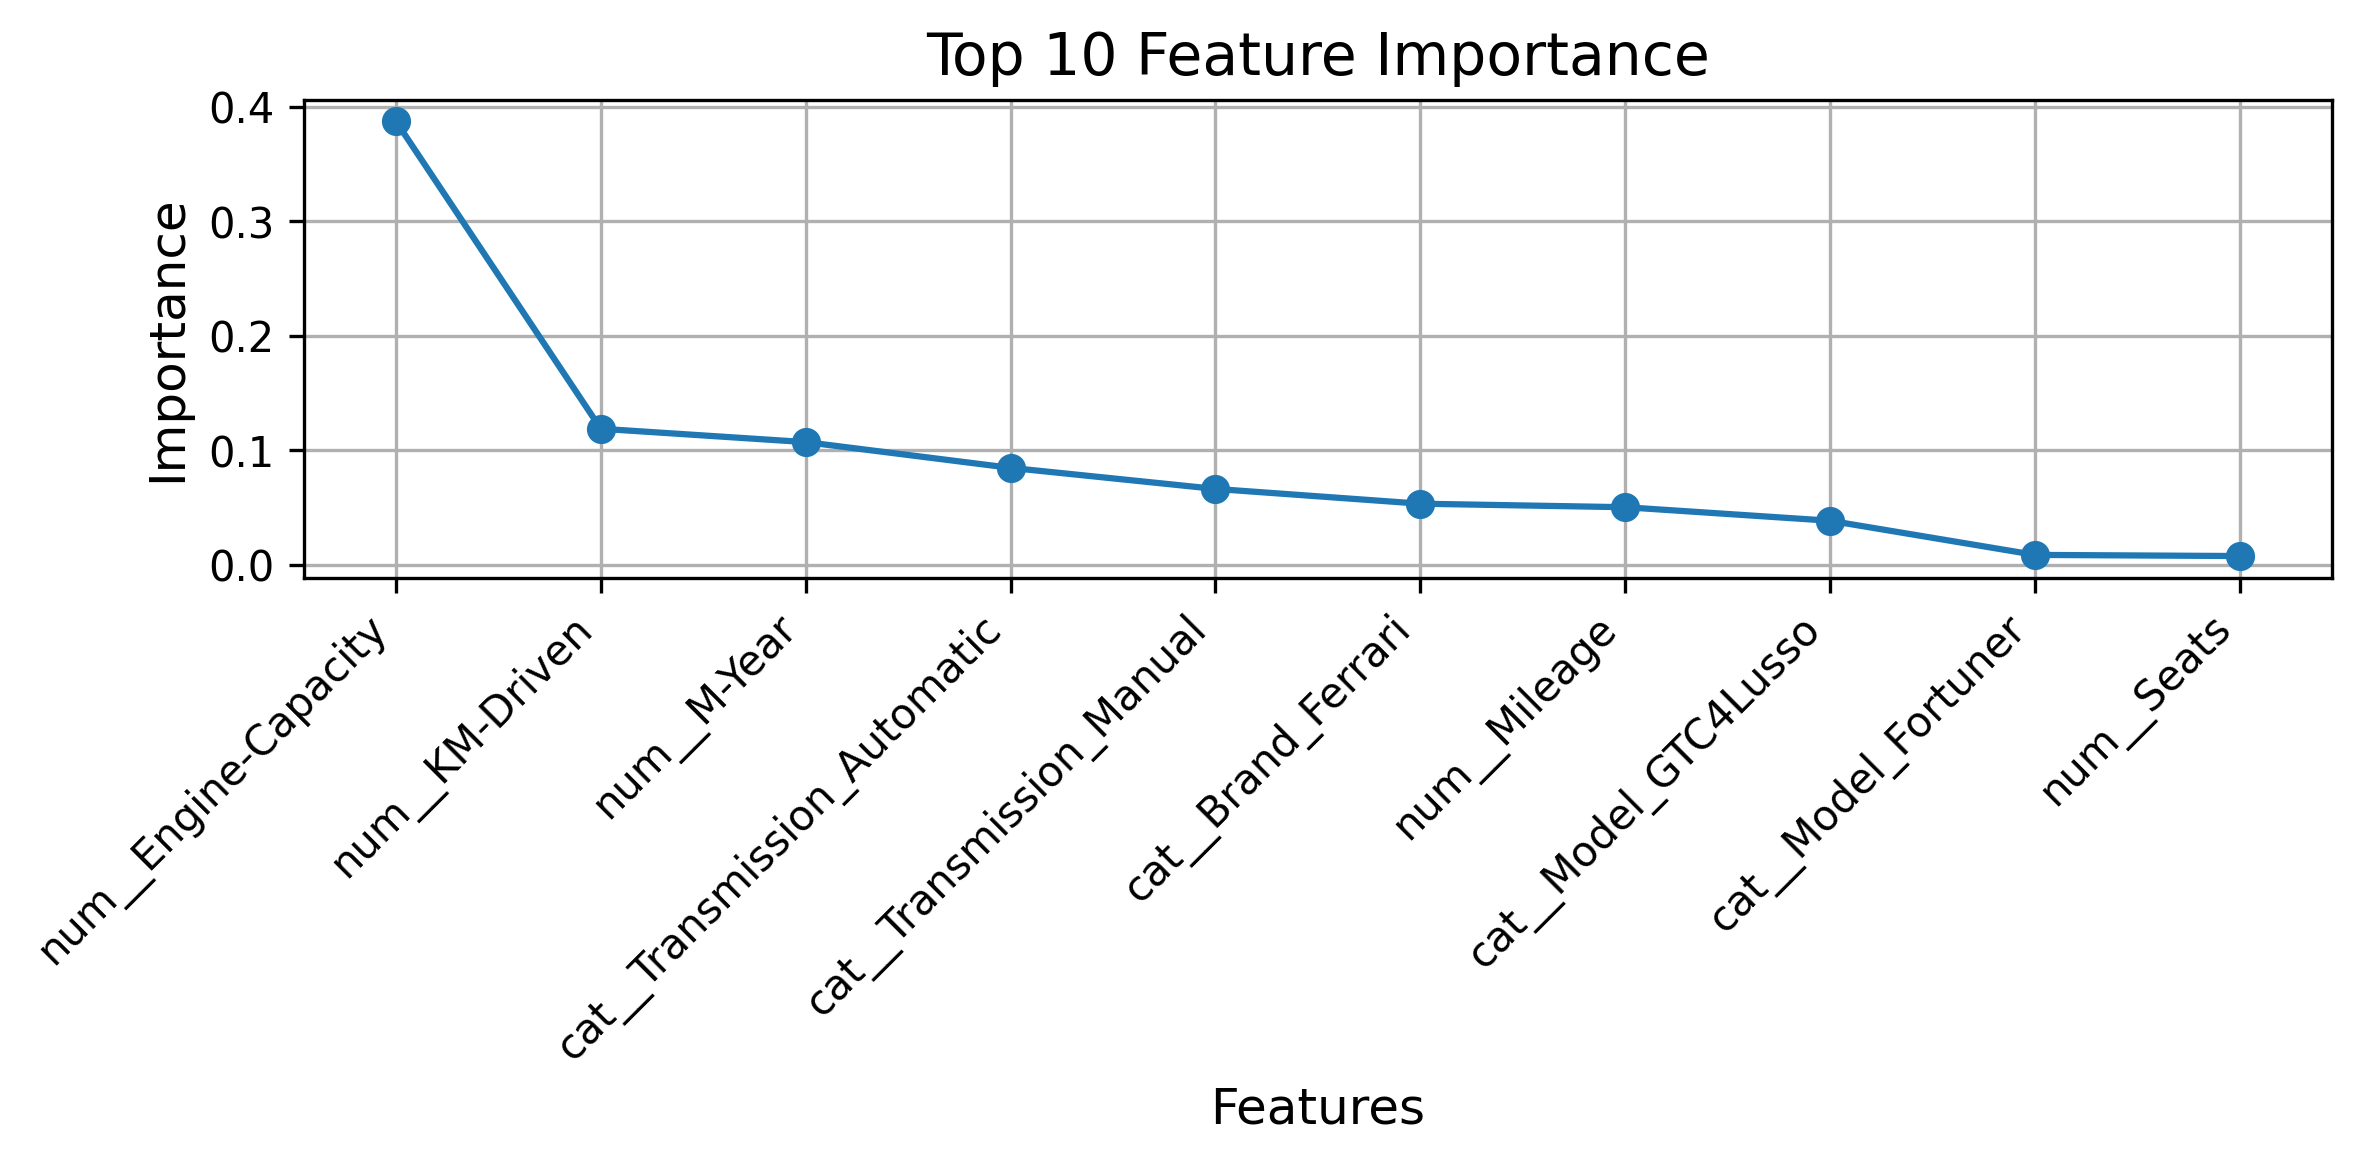 Top 10 Feature Importance
Importance
0.4
0.3
0.2
0.1
0.0
num__Engine-Capacity
num__KM-Driven
num__M-Year
cat__Transmission_Automatic
cat__Transmission_Manual
cat__Brand_Ferrari
num__Mileage
cat__Model_GTC4Lusso
cat__Model_Fortuner
num__Seats
Features